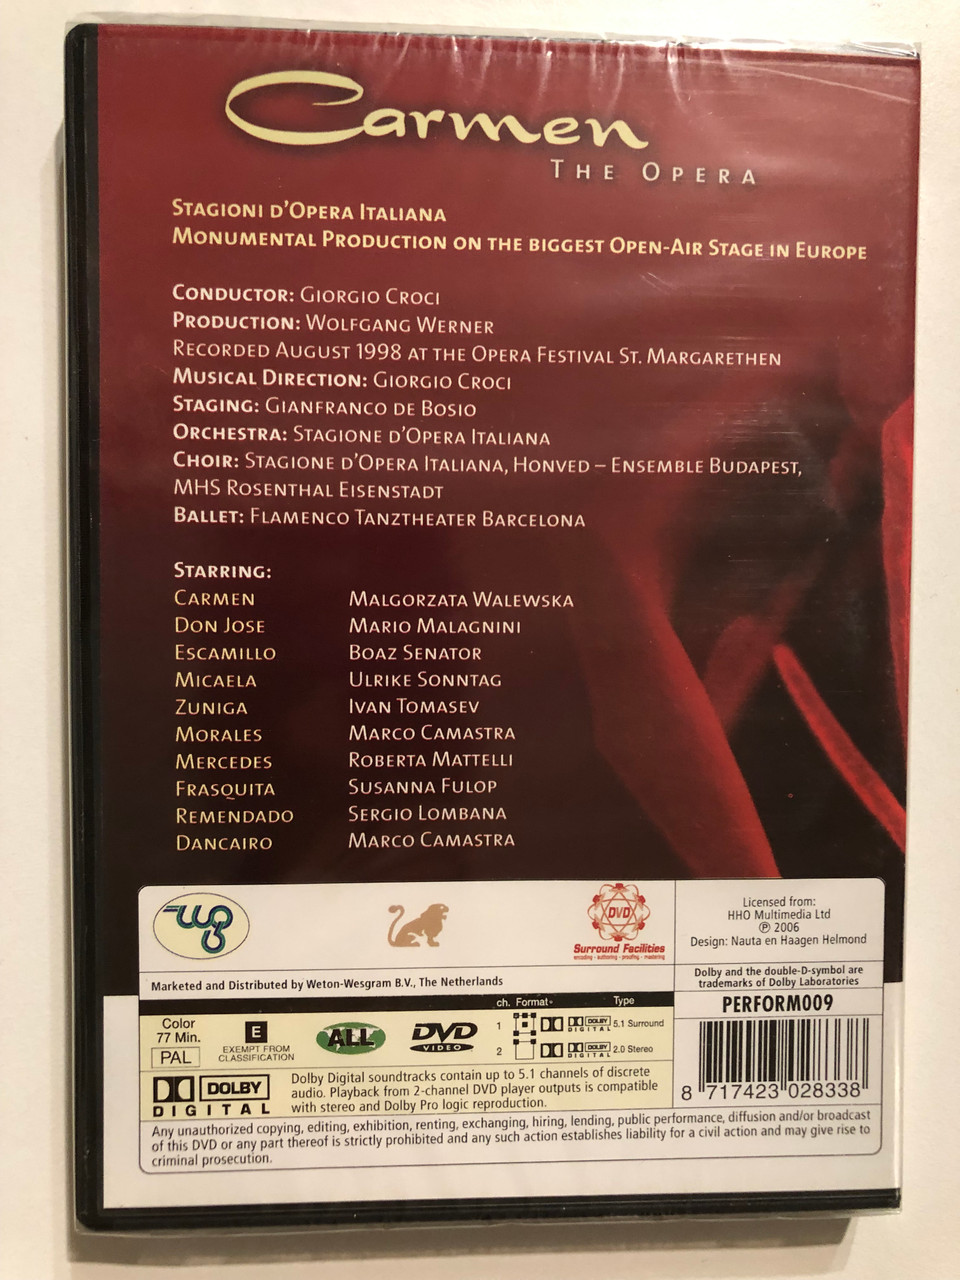 Carmen
THE OPERA
STAGIONI D'OPERA ITALIANA
MONUMENTAL PRODUCTION ON THE BIGGEST OPEN-AIR STAGE IN EUROPE
CONDUCTOR: GIORGIO CROCI
PRODUCTION: WOLFGANG WERNER
RECORDED AUGUST 1998 AT THE OPERA FESTIVAL ST. MARGARETHEN
MUSICAL DIRECTION: GIORGIO CROCI
STAGING: GIANFRANCO DE BOSIO
ORCHESTRA: STAGIONE D'OPERA ITALIANA
CHOIR: STAGIONE D'OPERA ITALIANA, HONVED – ENSEMBLE BUDAPEST,
MHS ROSENTHAL EISENSTADT
BALLET: FLAMENCO TANZTHEATER BARCELONA
STARRING:
CARMEN MALGORZATA WALEWSKA
DON JOSE MARIO MALAGNINI
ESCAMILLO BOAZ SENATOR
MICAELA ULRIKE SONNTAG
ZUNIGA IVAN TOMASEV
MORALES MARCO CAMASTRA
MERCEDES ROBERTA MATTELLI
FRASQUITA SUSANNA FULOP
REMENDADO SERGIO LOMBANA
DANCAIRO MARCO CAMASTRA
wg
DVD
Surround Facilities
encoding - authoring - proofing - mastering
Licensed from:
HHO Multimedia Ltd
℗ 2006
Design: Nauta en Haagen Helmond
Marketed and Distributed by Weton-Wesgram B.V., The Netherlands
Dolby and the double-D-symbol are
trademarks of Dolby Laboratories
PERFORM009
Color
77 Min.
PAL
E
EXEMPT FROM
CLASSIFICATION
ALL
DVD
VIDEO
ch. Format Type
1 DOLBY DIGITAL 5.1 Surround
2 DOLBY DIGITAL 2.0 Stereo
DOLBY
DIGITAL
Dolby Digital soundtracks contain up to 5.1 channels of discrete
audio. Playback from 2-channel DVD player outputs is compatible
with stereo and Dolby Pro logic reproduction.
8 717423 028338
Any unauthorized copying, editing, exhibition, renting, exchanging, hiring, lending, public performance, diffusion and/or broadcast
of this DVD or any part thereof is strictly prohibited and any such action establishes liability for a civil action and may give rise to
criminal prosecution.